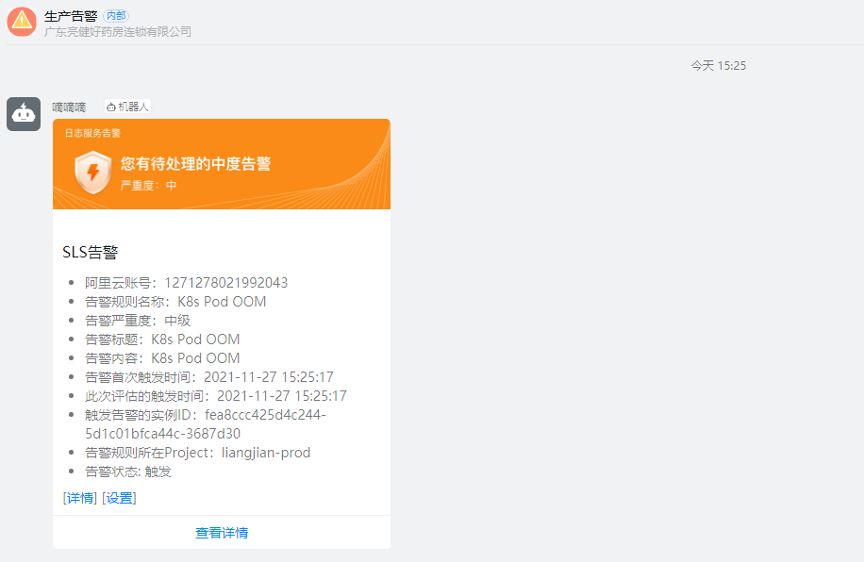 生产告警 内部
广东亮健好药房连锁有限公司
今天 15:25
嘀嘀嘀 机器人
日志服务告警
您有待处理的中度告警
严重度：中
SLS告警
阿里云账号：1271278021992043
告警规则名称：K8s Pod OOM
告警严重度：中级
告警标题：K8s Pod OOM
告警内容：K8s Pod OOM
告警首次触发时间：2021-11-27 15:25:17
此次评估的触发时间：2021-11-27 15:25:17
触发告警的实例ID：fea8ccc425d4c244-
5d1c01bfca44c-3687d30
告警规则所在Project：liangjian-prod
告警状态: 触发
[详情] [设置]
查看详情